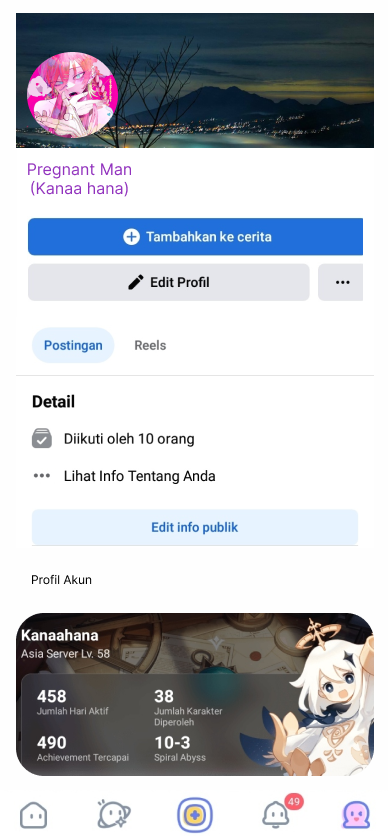 Pregnant Man
(Kanaa hana)
Tambahkan ke cerita
Edit Profil
Postingan
Reels
Detail
Diikuti oleh 10 orang
Lihat Info Tentang Anda
Edit info publik
Profil Akun
Kanaahana
Asia Server Lv. 58
458
38
Jumlah Hari Aktif
Jumlah Karakter
Diperoleh
490
10-3
Achievement Tercapai
Spiral Abyss
49